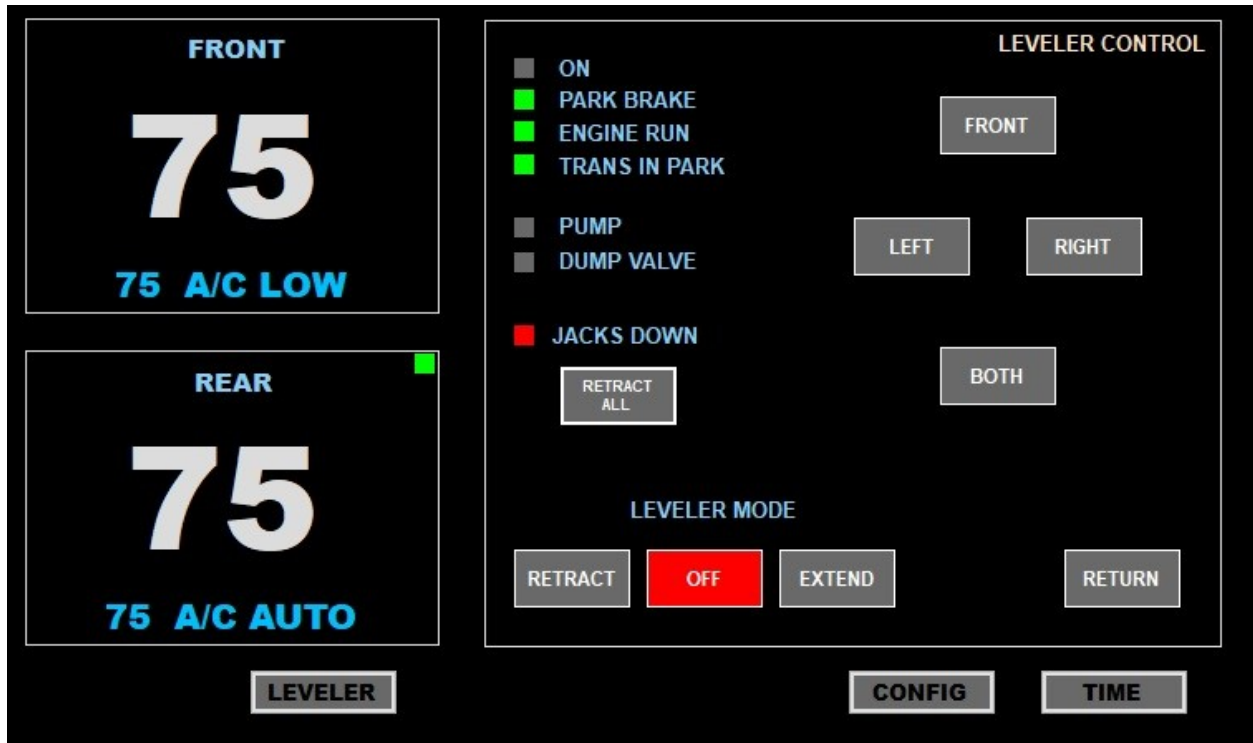 FRONT
75
75 A/C LOW
REAR
75
75 A/C AUTO
LEVELER
LEVELER CONTROL
ON
PARK BRAKE
ENGINE RUN
TRANS IN PARK
PUMP
DUMP VALVE
JACKS DOWN
RETRACT
ALL
FRONT
LEFT
RIGHT
BOTH
LEVELER MODE
RETRACT
OFF
EXTEND
RETURN
CONFIG
TIME